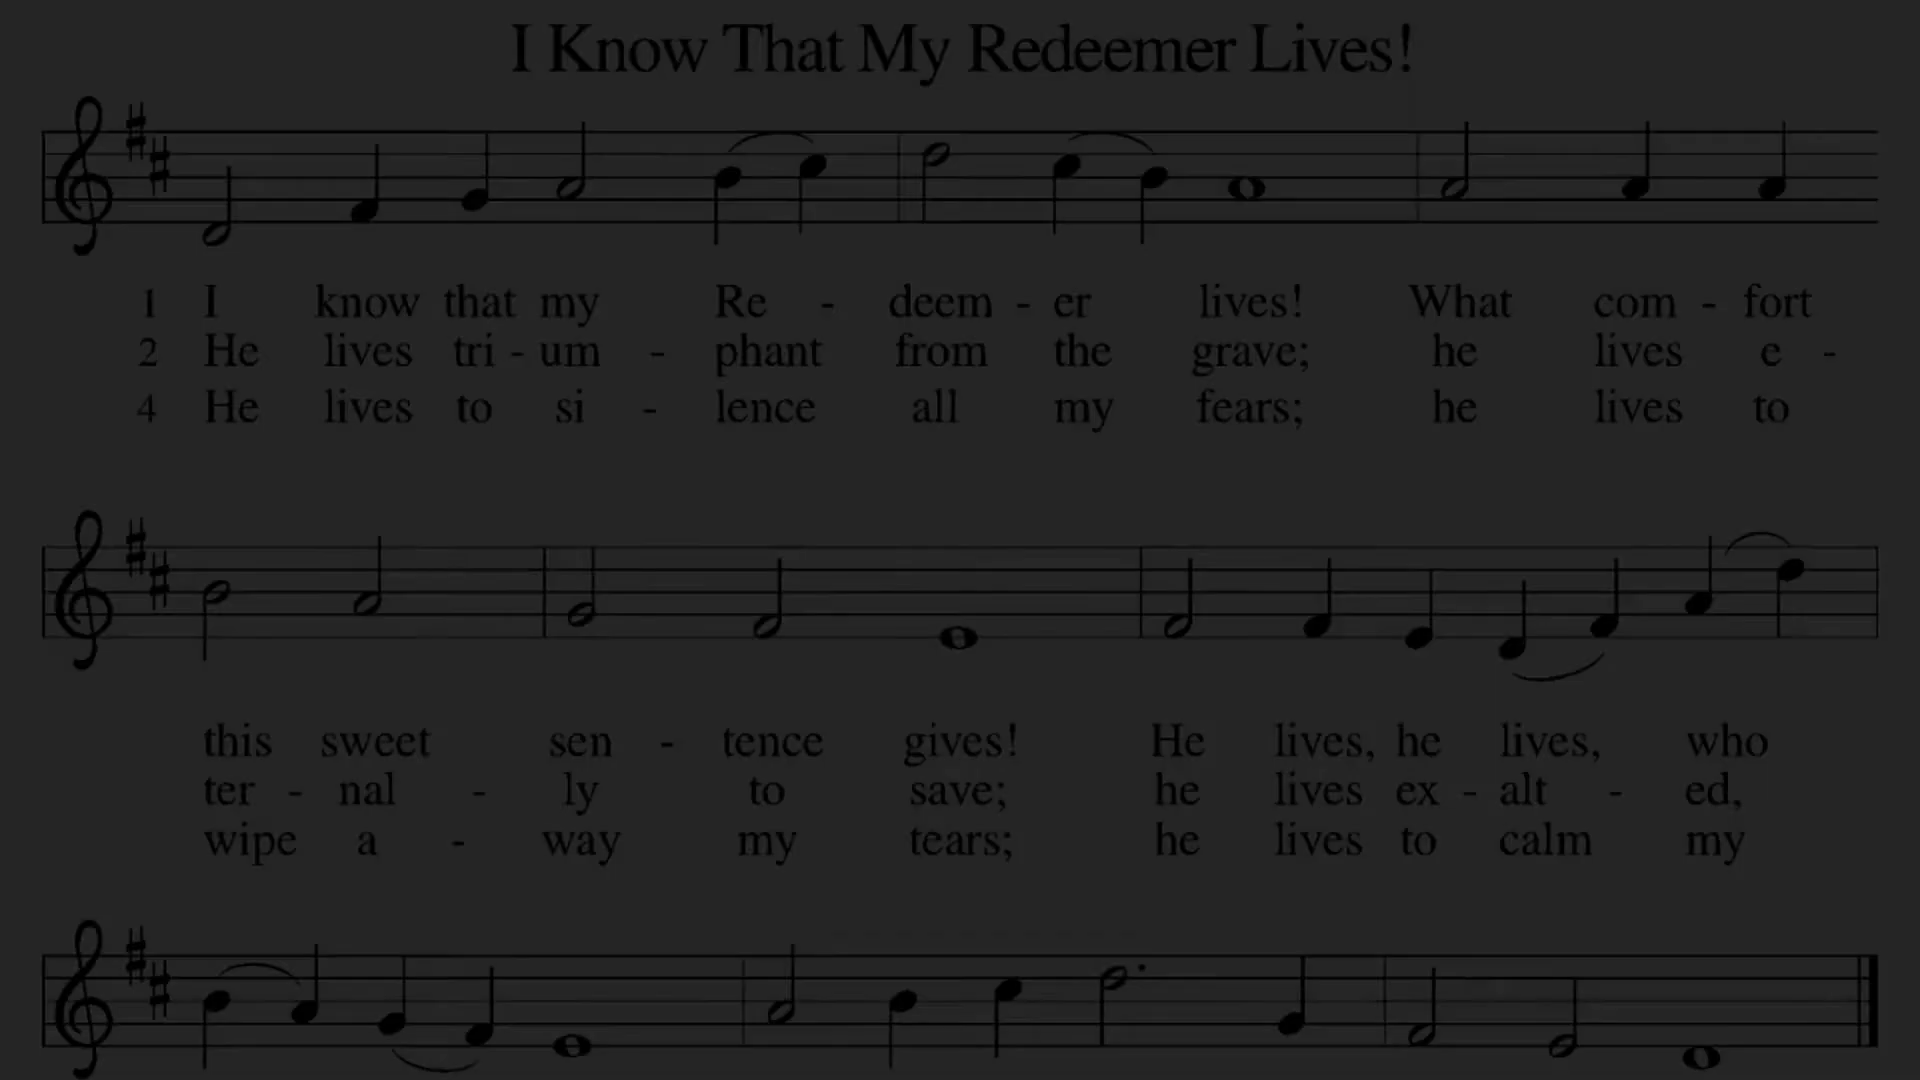 I Know That My Redeemer Lives!
1 I know that my Re - deem - er lives! What com - fort
2 He lives tri - um - phant from the grave; he lives e -
4 He lives to si - lence all my fears; he lives to
this sweet sen - tence gives! He lives, he lives, who
ter - nal - ly to save; he lives ex - alt - ed,
wipe a - way my tears; he lives to calm my